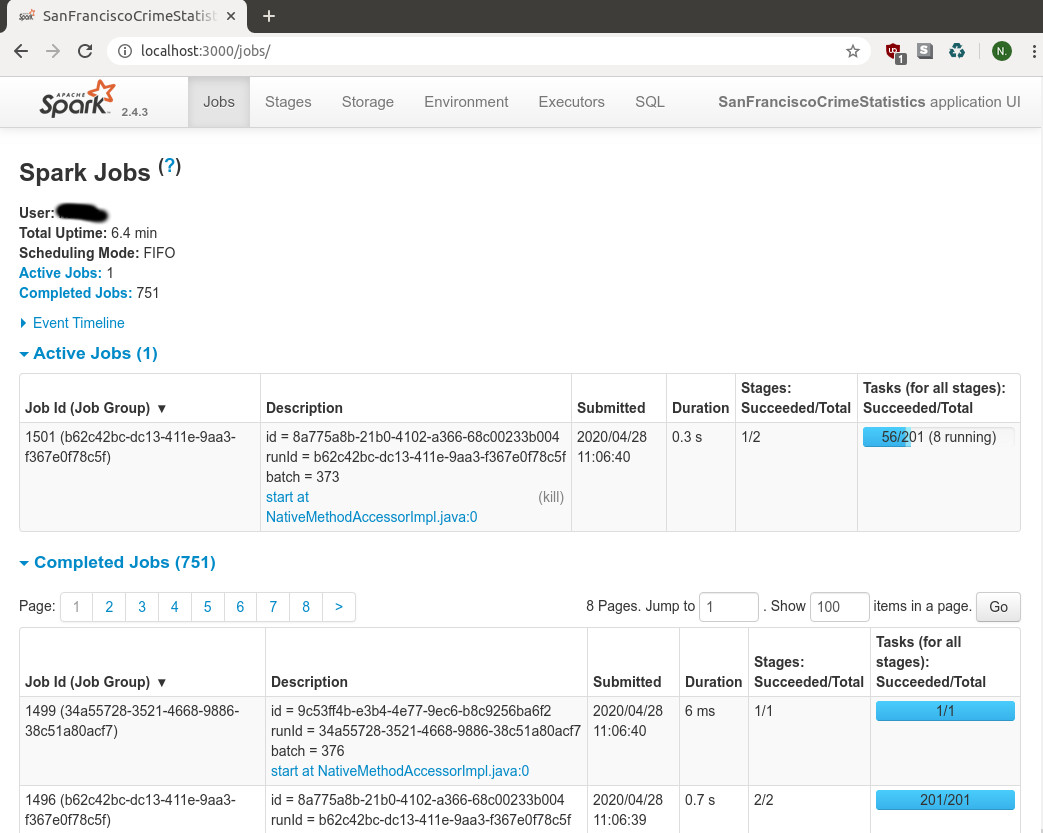 SanFranciscoCrimeStatist
localhost:3000/jobs/
1
S
N.
APACHE
Spark 2.4.3
Jobs
Stages
Storage
Environment
Executors
SQL
SanFranciscoCrimeStatistics application UI
Spark Jobs (?)
User:
Total Uptime: 6.4 min
Scheduling Mode: FIFO
Active Jobs: 1
Completed Jobs: 751
Event Timeline
Active Jobs (1)
Job Id (Job Group) ▼
Description
Submitted
Duration
Stages:
Succeeded/Total
Tasks (for all stages):
Succeeded/Total
1501 (b62c42bc-dc13-411e-9aa3-
f367e0f78c5f)
id = 8a775a8b-21b0-4102-a366-68c00233b004
runId = b62c42bc-dc13-411e-9aa3-f367e0f78c5f
batch = 373
start at
NativeMethodAccessorImpl.java:0
(kill)
2020/04/28
11:06:40
0.3 s
1/2
56/201 (8 running)
Completed Jobs (751)
Page: 1 2 3 4 5 6 7 8 >
8 Pages. Jump to 1 . Show 100 items in a page. Go
Job Id (Job Group) ▼
Description
Submitted
Duration
Stages:
Succeeded/Total
Tasks (for all
stages):
Succeeded/Total
1499 (34a55728-3521-4668-9886-
38c51a80acf7)
id = 9c53ff4b-e3b4-4e77-9ec6-b8c9256ba6f2
runId = 34a55728-3521-4668-9886-38c51a80acf7
batch = 376
start at NativeMethodAccessorImpl.java:0
2020/04/28
11:06:40
6 ms
1/1
1/1
1496 (b62c42bc-dc13-411e-9aa3-
f367e0f78c5f)
id = 8a775a8b-21b0-4102-a366-68c00233b004
runId = b62c42bc-dc13-411e-9aa3-f367e0f78c5f
2020/04/28
11:06:39
0.7 s
2/2
201/201